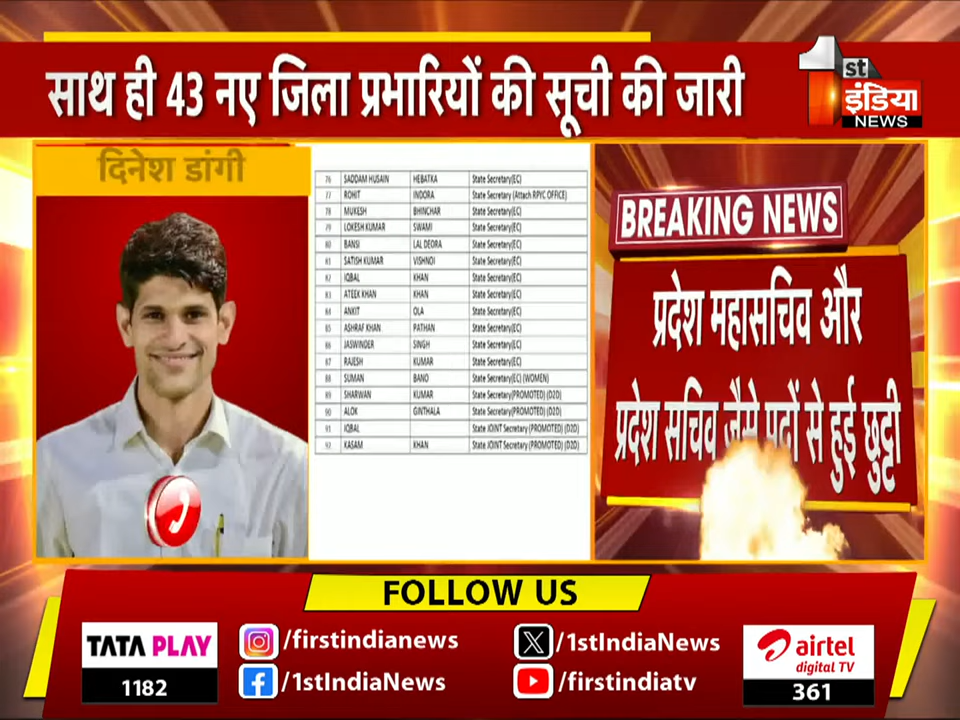 साथ ही 43 नए जिला प्रभारियों की सूची की जारी
1st
इंडिया
NEWS
दिनेश डांगी
76 SADDAM HUSAIN HEBATKA State Secretary(EC)
77 ROHIT INDORA State Secretary (Attach RPYC OFFICE)
78 MUKESH BHINCHAR State Secretary(EC)
79 LOKESH KUMAR SWAMI State Secretary(EC)
80 BANSI LAL DEORA State Secretary(EC)
81 SATISH KUMAR VISHNOI State Secretary(EC)
82 IQBAL KHAN State Secretary(EC)
83 ATEEK KHAN KHAN State Secretary(EC)
84 ANKIT OLA State Secretary(EC)
85 ASHRAF KHAN PATHAN State Secretary(EC)
86 JASWINDER SINGH State Secretary(EC)
87 RAJESH KUMAR State Secretary(EC)
88 SUMAN BANO State Secretary(EC) (WOMEN)
89 SHARWAN KUMAR State Secretary(PROMOTED) (D2D)
90 ALOK GINTHALA State Secretary(PROMOTED) (D2D)
91 IQBAL State JOINT Secretary (PROMOTED) (D2D)
92 KASAM KHAN State JOINT Secretary (PROMOTED) (D2D)
BREAKING NEWS
प्रदेश महासचिव और
प्रदेश सचिव जैसे पदों से हुई छुट्टी
FOLLOW US
TATA PLAY
1182
/firstindianews
/1stIndiaNews
/1stIndiaNews
/firstindiatv
airtel
digital TV
361